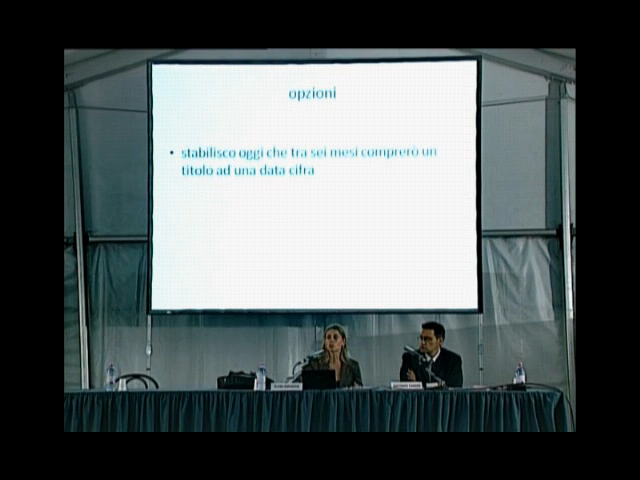 opzioni
• stabilisco oggi che tra sei mesi comprerò un
titolo ad una data cifra